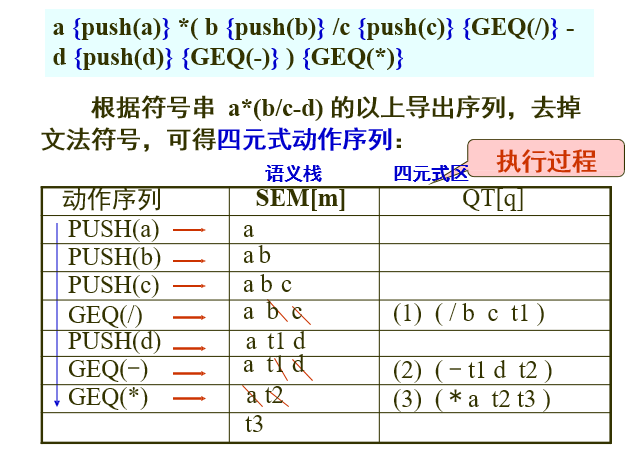 a {push(a)} *( b {push(b)} /c {push(c)} {GEQ(/)} -
d {push(d)} {GEQ(-)} ) {GEQ(*)}
根据符号串 a*(b/c-d) 的以上导出序列，去掉
文法符号，可得四元式动作序列：
执行过程
语义栈 四元式区
动作序列 SEM[m] QT[q]
PUSH(a) a
PUSH(b) a b
PUSH(c) a b c
GEQ(/) a b c (1) ( / b c t1 )
PUSH(d) a t1 d
GEQ(−) a t1 d (2) ( − t1 d t2 )
GEQ(*) a t2 (3) ( * a t2 t3 )
t3